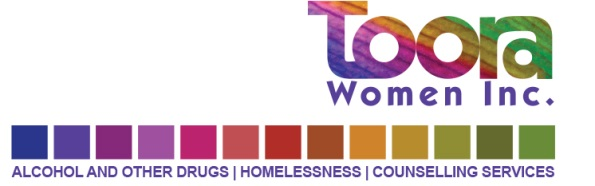 toora
Women Inc.
ALCOHOL AND OTHER DRUGS | HOMELESSNESS | COUNSELLING SERVICES